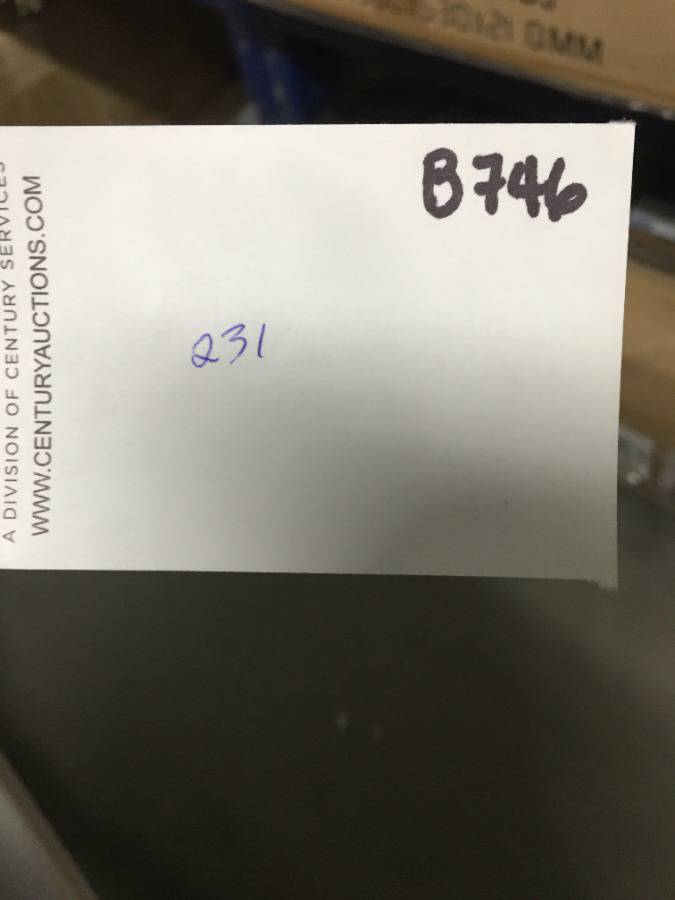 B746
231
A DIVISION OF CENTURY SERVICES
WWW.CENTURYAUCTIONS.COM